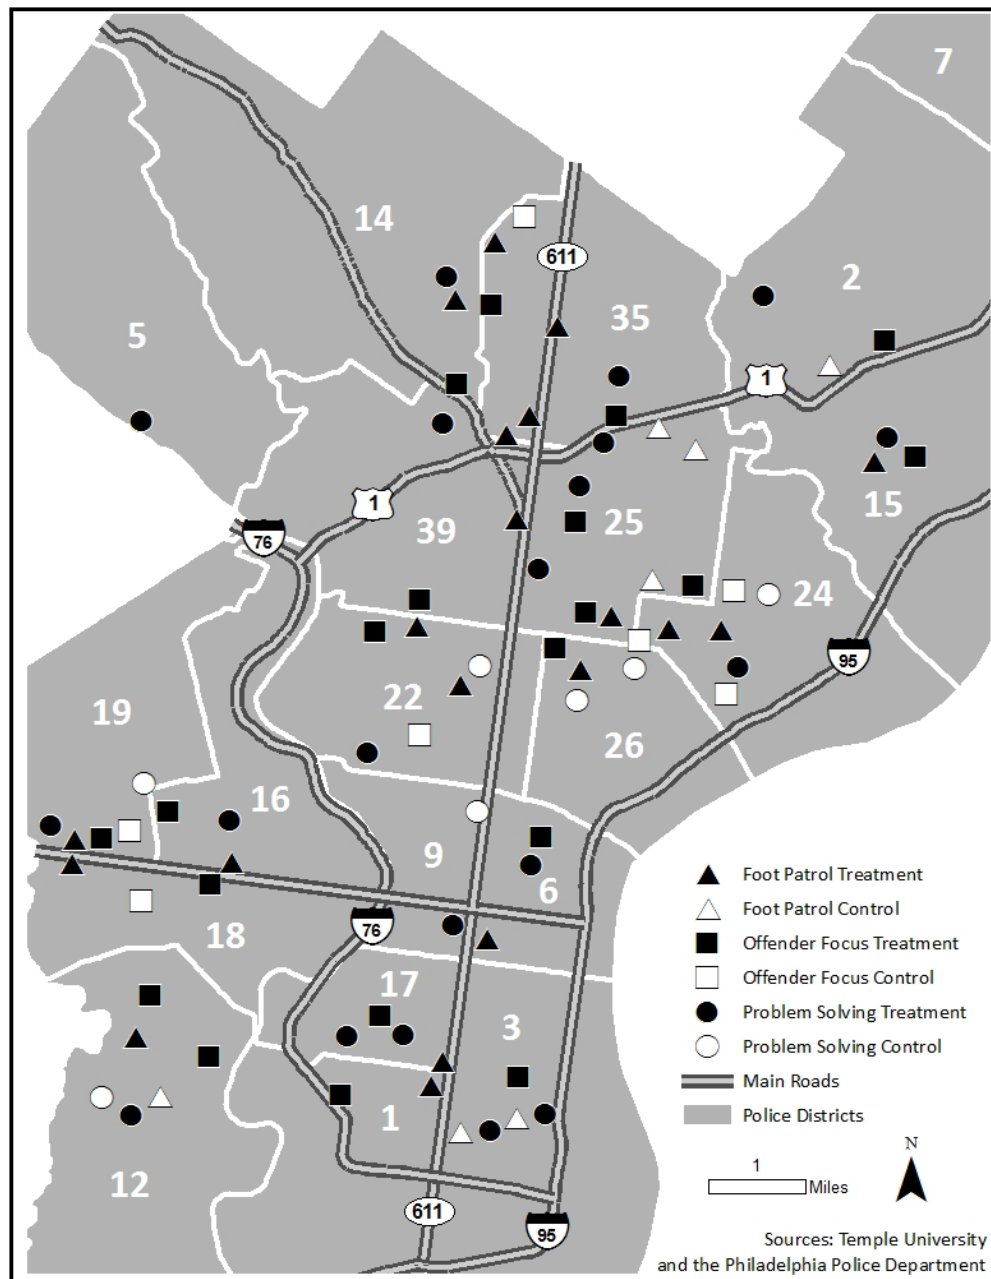 7
14
611
2
35
5
1
1
15
39
25
76
24
95
22
19
26
16
9
6
76
18
17
3
1
12
611
95
Foot Patrol Treatment
Foot Patrol Control
Offender Focus Treatment
Offender Focus Control
Problem Solving Treatment
Problem Solving Control
Main Roads
Police Districts
N
1
Miles
Sources: Temple University
and the Philadelphia Police Department